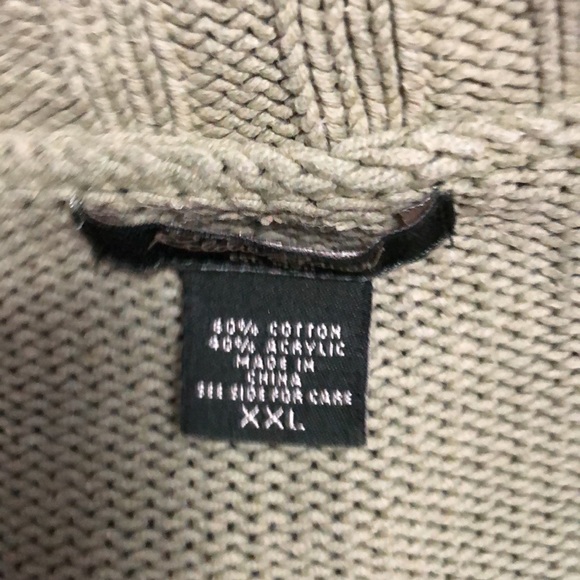 60% COTTON
40% ACRYLIC
MADE IN
CHINA
SEE SIDE FOR CARE
XXL